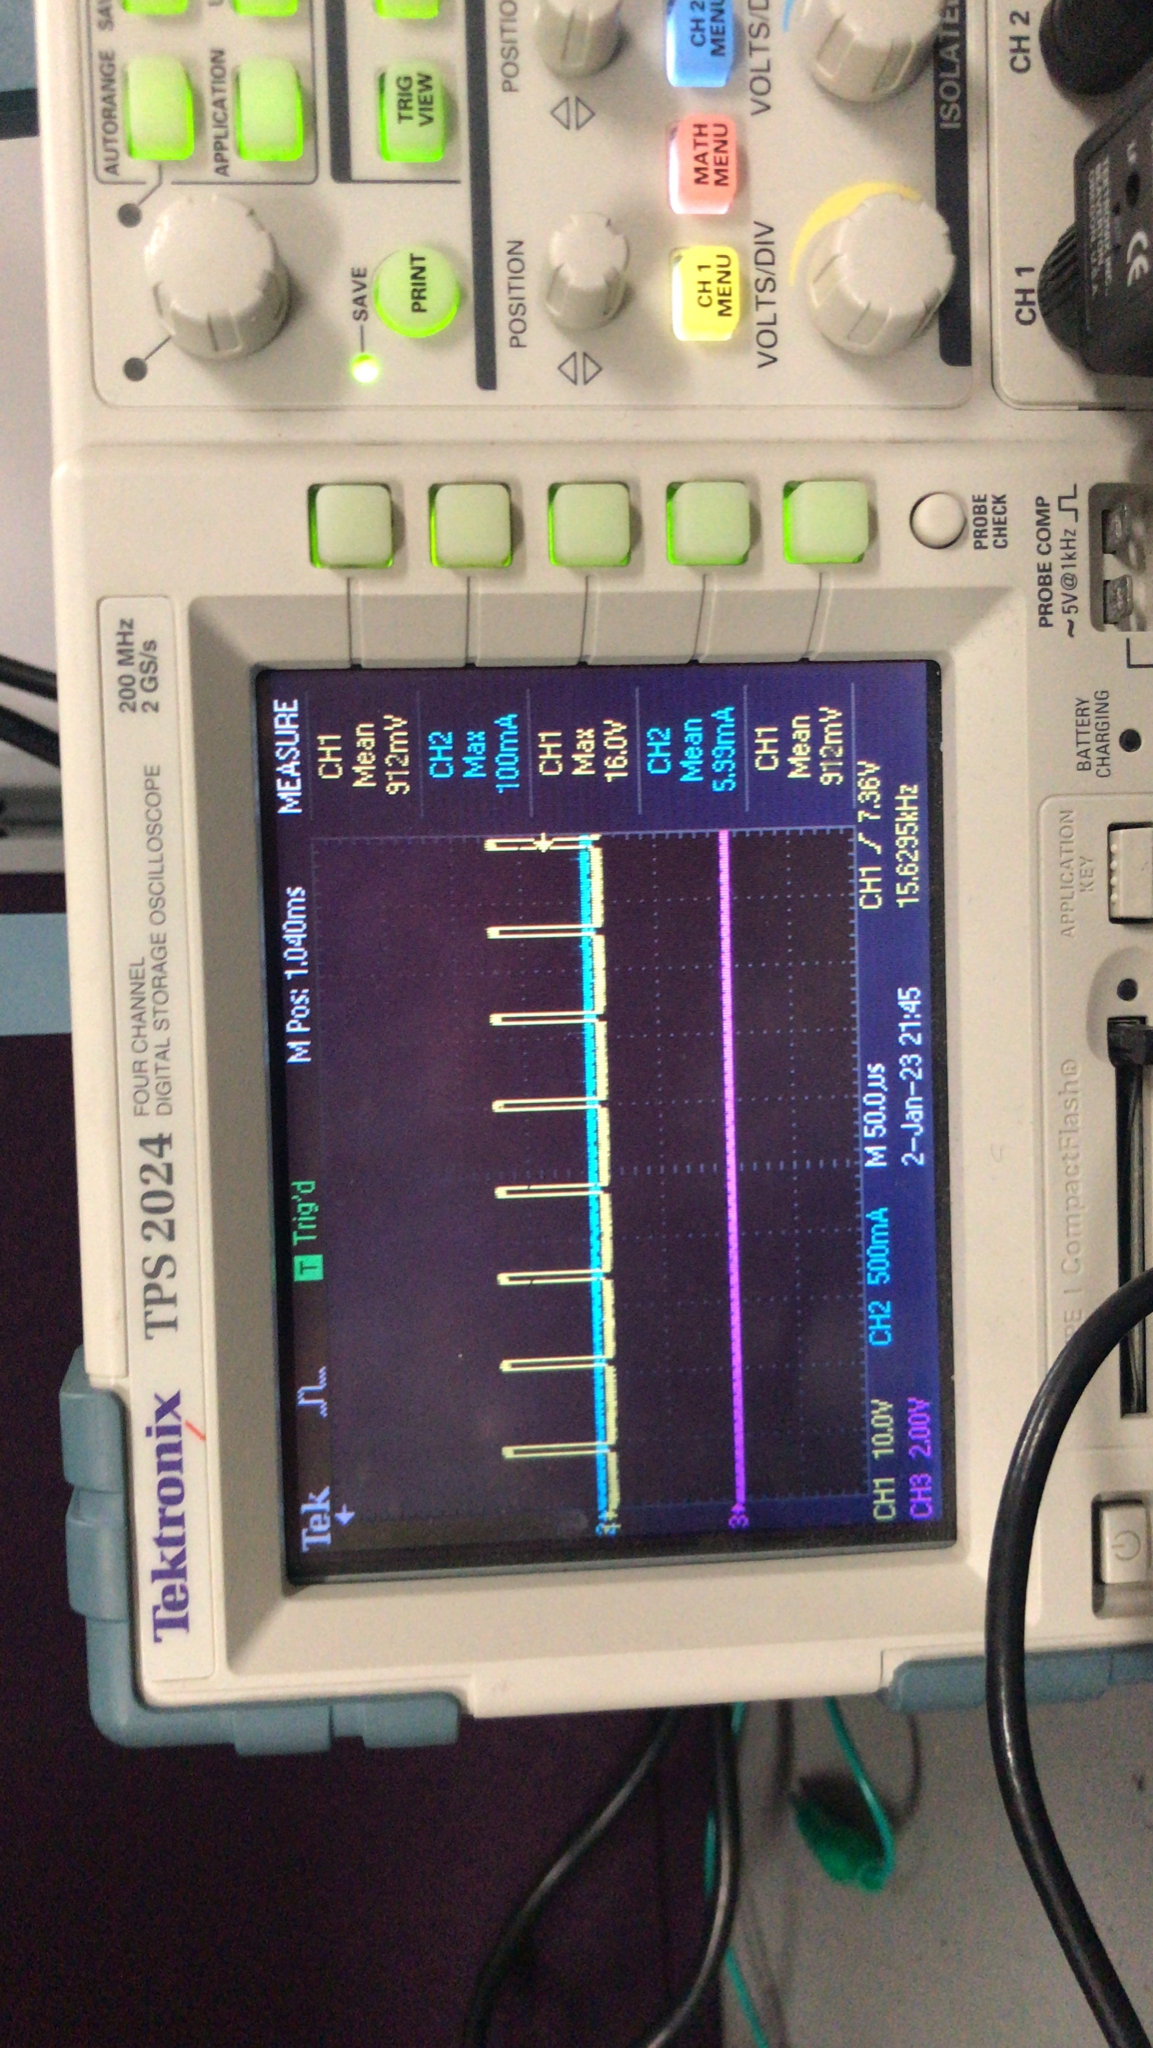 Tektronix
TPS 2024
FOUR CHANNEL
DIGITAL STORAGE OSCILLOSCOPE
200 MHz
2 GS/s
Tek
T Trig'd
M Pos: 1.040ms
MEASURE
CH1
Mean
912mV
CH2
Max
100mA
CH1
Max
16.0V
CH2
Mean
5.99mA
CH1
Mean
912mV
3
CH1 10.0V
CH2 500mA
M 50.0µs
CH1 / 7.36V
CH3 2.00V
2-Jan-23 21:45
15.6295kHz
AUTORANGE
APPLICATION
SAVE
PRINT
TRIG
VIEW
POSITION
CH 1
MENU
MATH
MENU
CH 2
MENU
VOLTS/DIV
CH 1
CH 2
PROBE
CHECK
PROBE COMP
~ 5V@1kHz
BATTERY
CHARGING
APPLICATION
KEY
CompactFlash®
CE